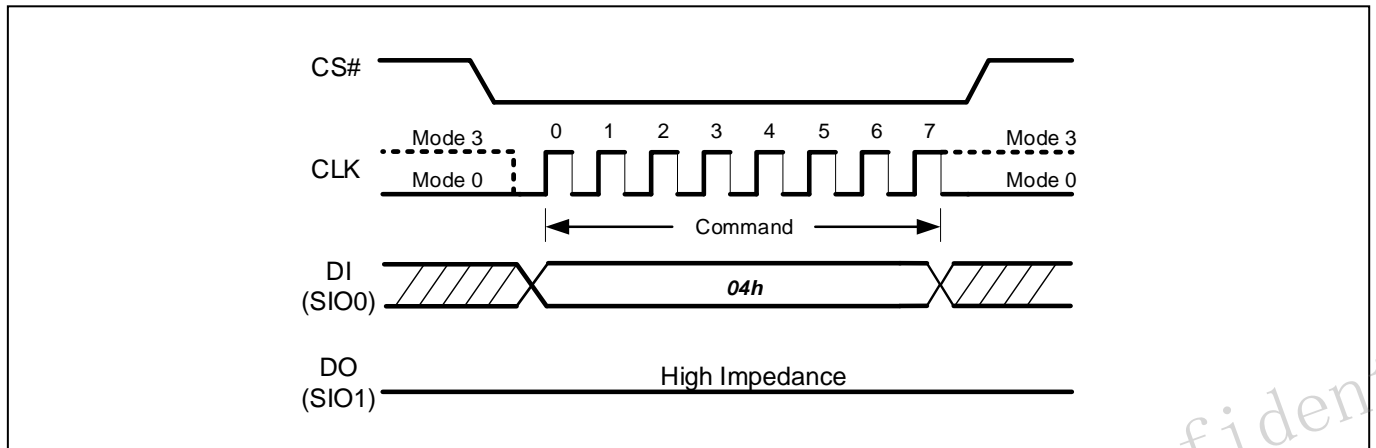 CS#
0 1 2 3 4 5 6 7
Mode 3 Mode 3
CLK
Mode 0 Mode 0
Command
DI
(SIO0)
04h
DO
(SIO1)
High Impedance